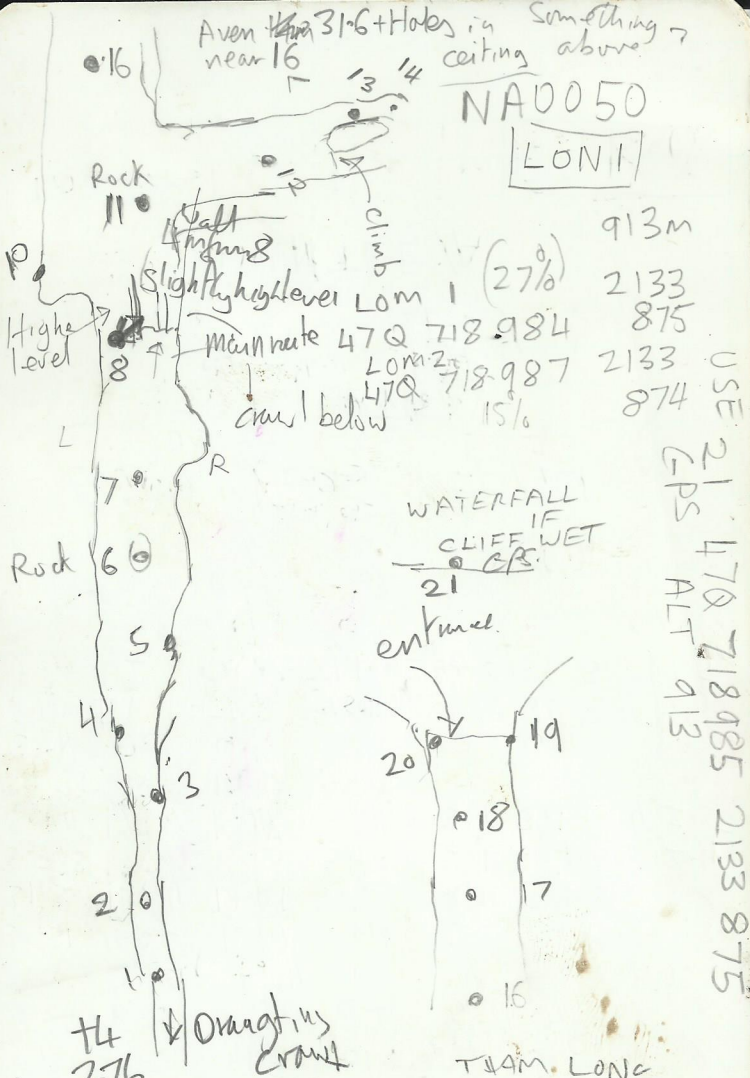 Aven 31.6 + Holes in Something
near 16 ceiling above?
16
13
14
NA0050
LON 1
Rock
11
12
P
8
Climb
913m
Slightly high level
LOM 1 (27%) 2133
High
level
main route
47Q 718.984 875
8
LOM 2 2133
47Q 718.987 874
15%
crawl below
L
R
7
WATERFALL
IF
CLIFF WET
GPS
21
Rock
6
entrance
5
4
20
19
3
18
2
17
1
16
Draughting
crawl
+4
276
THAM LONG
USE 21 47Q 718985 2133 875
GPS ALT 913